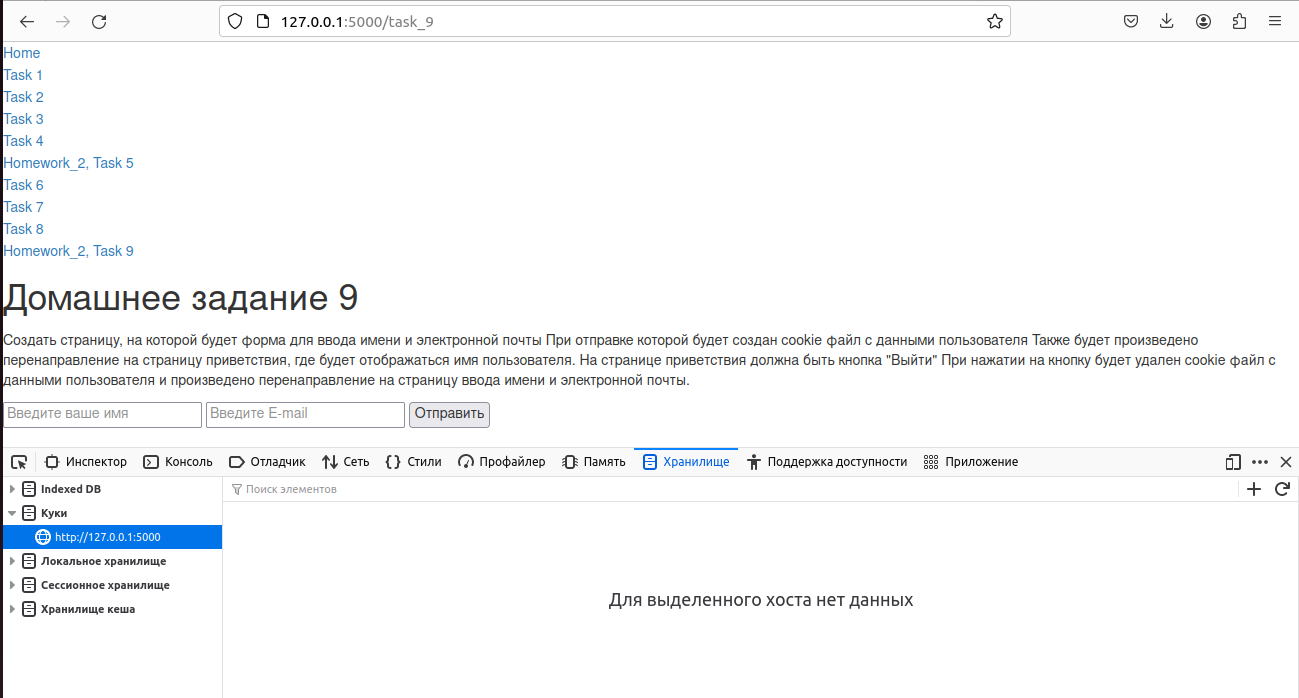 127.0.0.1:5000/task_9
Home
Task 1
Task 2
Task 3
Task 4
Homework_2, Task 5
Task 6
Task 7
Task 8
Homework_2, Task 9
Домашнее задание 9
Создать страницу, на которой будет форма для ввода имени и электронной почты При отправке которой будет создан cookie файл с данными пользователя Также будет произведено
перенаправление на страницу приветствия, где будет отображаться имя пользователя. На странице приветствия должна быть кнопка "Выйти" При нажатии на кнопку будет удален cookie файл с
данными пользователя и произведено перенаправление на страницу ввода имени и электронной почты.
Введите ваше имя Введите E-mail Отправить
Инспектор Консоль Отладчик Сеть Стили Профайлер Память Хранилище Поддержка доступности Приложение
Indexed DB Поиск элементов
Куки
http://127.0.0.1:5000
Локальное хранилище
Сессионное хранилище
Хранилище кеша
Для выделенного хоста нет данных